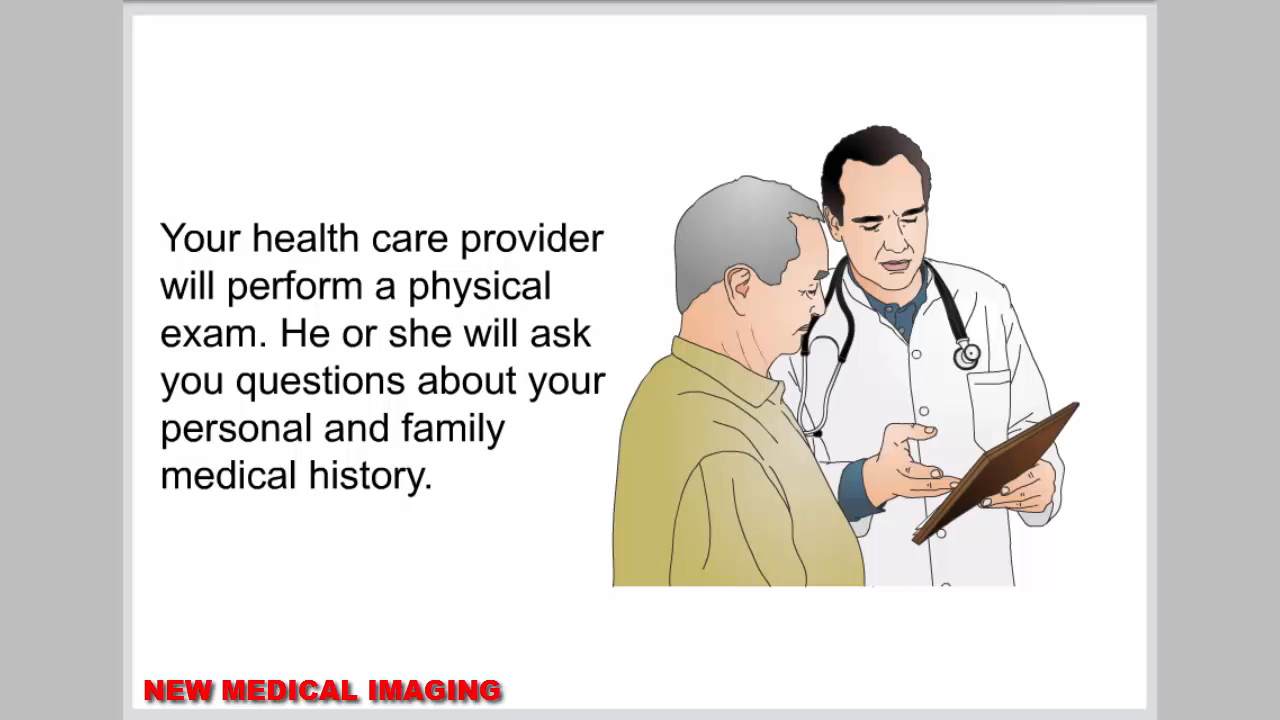 Your health care provider
will perform a physical
exam. He or she will ask
you questions about your
personal and family
medical history.
NEW MEDICAL IMAGING